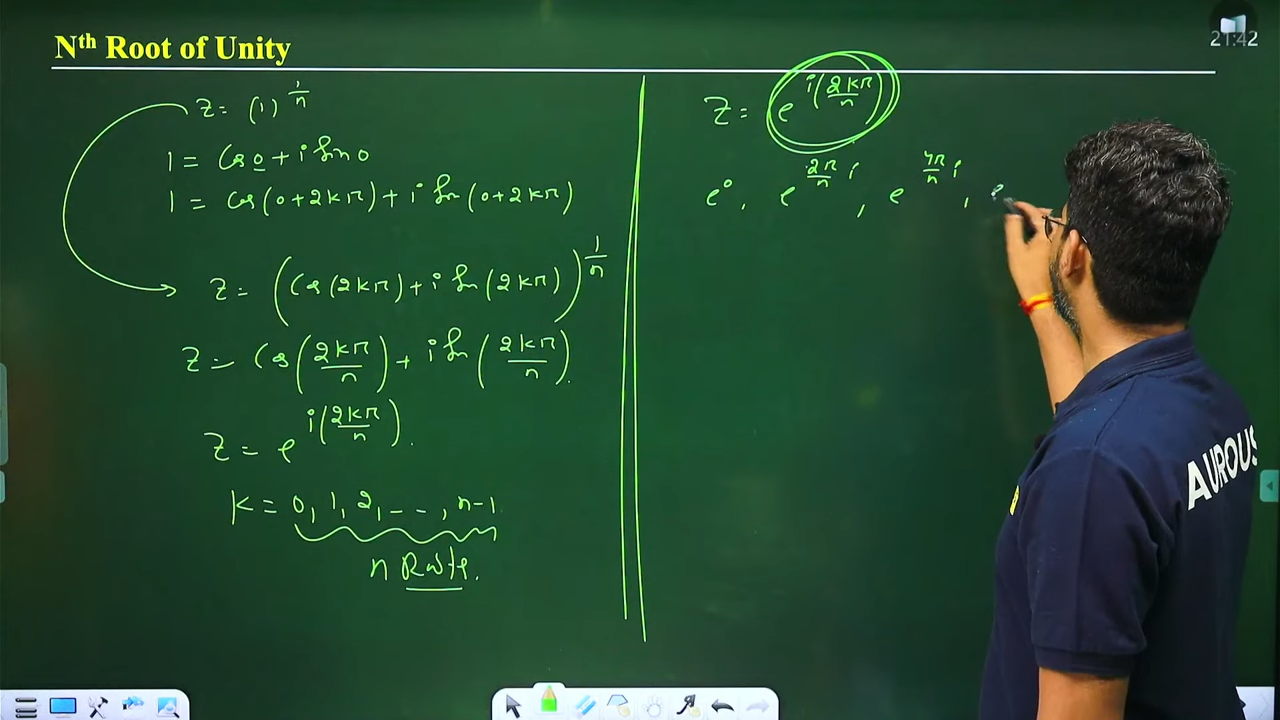 Nth Root of Unity
21:42
z = (1)^(1/n)
1 = cos 0 + i sin 0
1 = cos(0+2kπ) + i sin(0+2kπ)
z = (cos(2kπ) + i sin(2kπ))^(1/n)
z = cos(2kπ/n) + i sin(2kπ/n).
z = e^(i(2kπ/n)).
k = 0, 1, 2, - - , n-1
n Roots.
z = e^(i(2kπ/n))
e^0, e^(2π/n i), e^(4π/n i), e
AUROUS